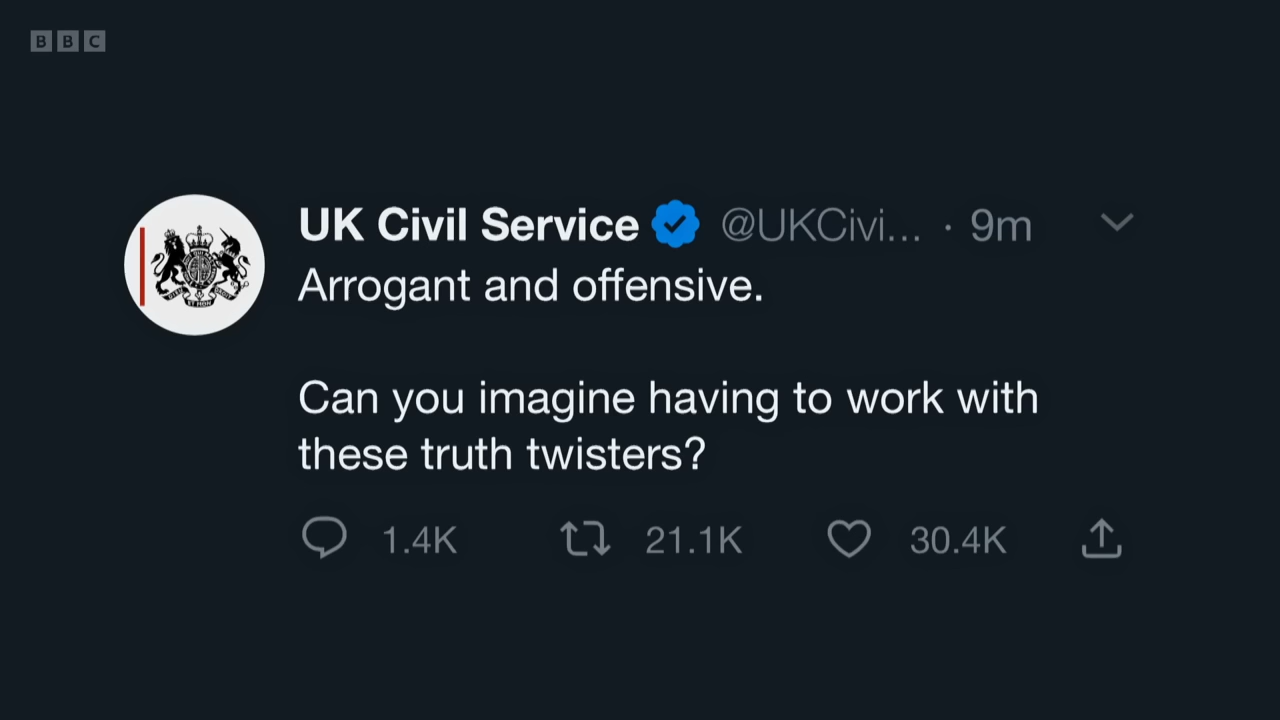 BBC
UK Civil Service @UKCivi... · 9m
Arrogant and offensive.
Can you imagine having to work with
these truth twisters?
1.4K 21.1K 30.4K